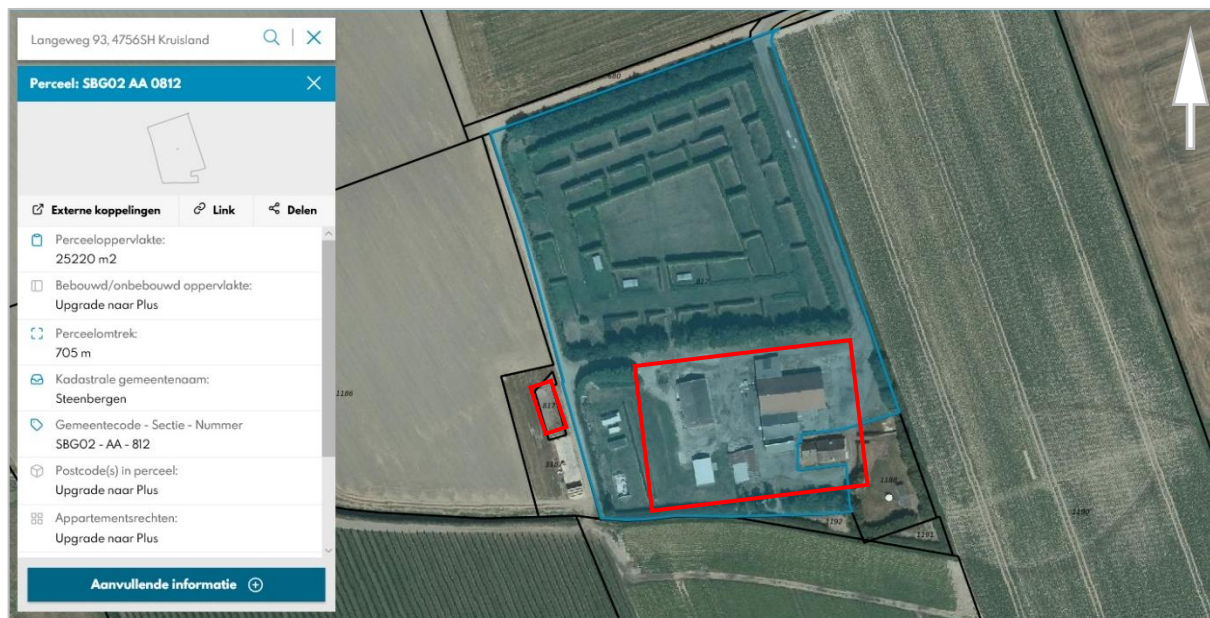 Langeweg 93, 4756SH Kruisland
Perceel: SBG02 AA 0812
Externe koppelingen Link Delen
Perceeloppervlakte:
25220 m2
Bebouwd/onbebouwd oppervlakte:
Upgrade naar Plus
Perceelomtrek:
705 m
Kadastrale gemeentenaam:
Steenbergen
Gemeentecode - Sectie - Nummer
SBG02 - AA - 812
Postcode(s) in perceel:
Upgrade naar Plus
Appartementsrechten:
Upgrade naar Plus
Aanvullende informatie
1186
817
1192
1191
1190